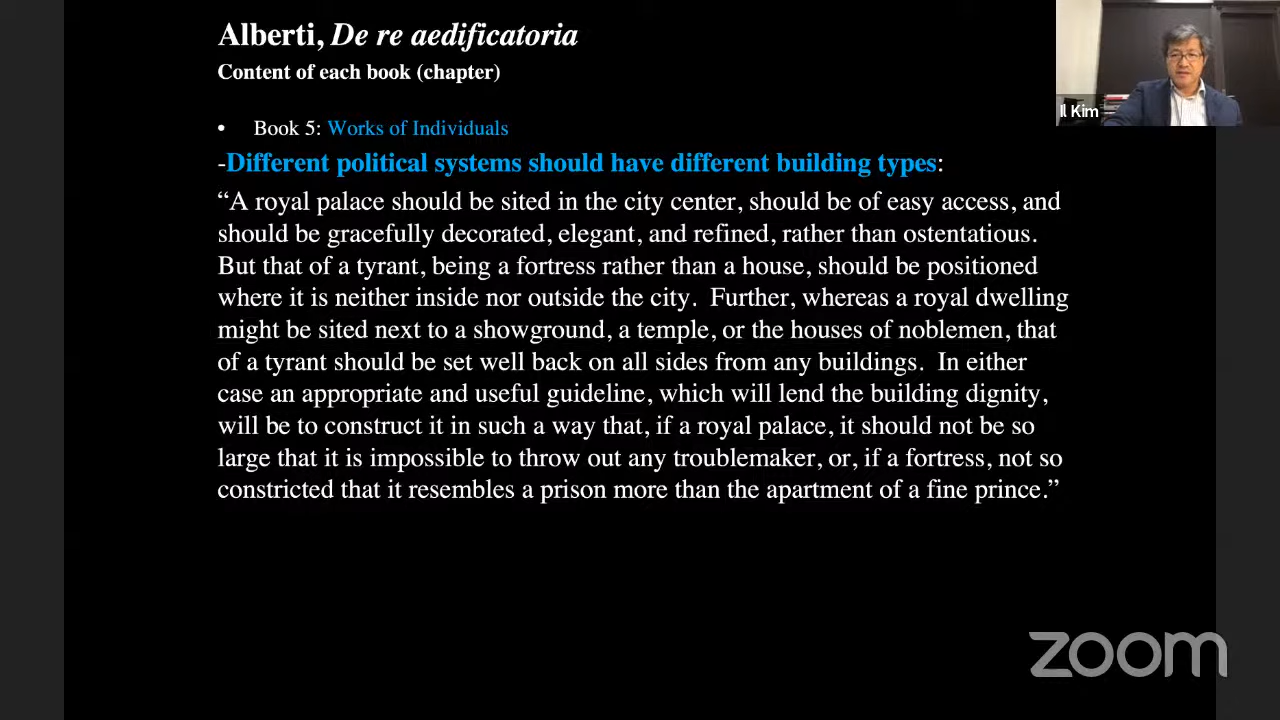 Alberti, De re aedificatoria
Content of each book (chapter)
• Book 5: Works of Individuals
-Different political systems should have different building types:
“A royal palace should be sited in the city center, should be of easy access, and
should be gracefully decorated, elegant, and refined, rather than ostentatious.
But that of a tyrant, being a fortress rather than a house, should be positioned
where it is neither inside nor outside the city.  Further, whereas a royal dwelling
might be sited next to a showground, a temple, or the houses of noblemen, that
of a tyrant should be set well back on all sides from any buildings.  In either
case an appropriate and useful guideline, which will lend the building dignity,
will be to construct it in such a way that, if a royal palace, it should not be so
large that it is impossible to throw out any troublemaker, or, if a fortress, not so
constricted that it resembles a prison more than the apartment of a fine prince.”
Il Kim
zoom